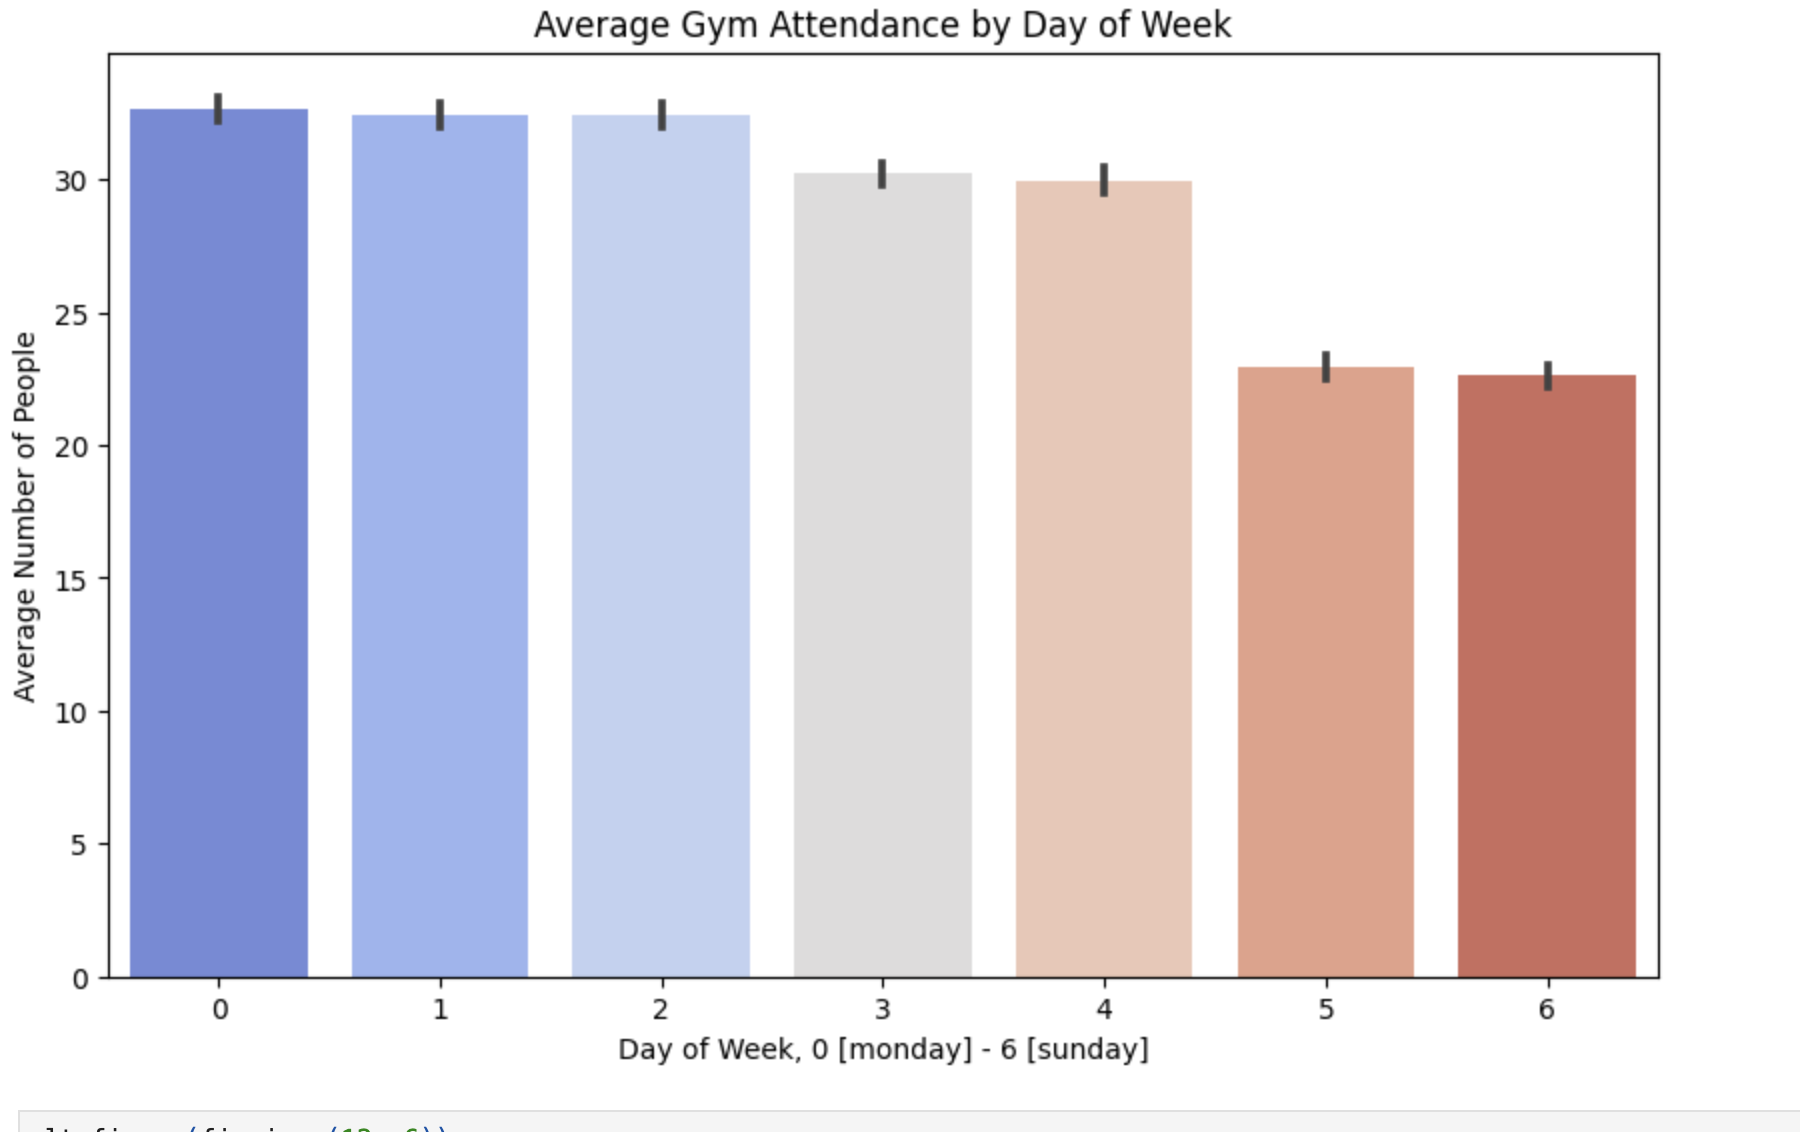 Average Gym Attendance by Day of Week
Average Number of People
30
25
20
15
10
5
0
0 1 2 3 4 5 6
Day of Week, 0 [monday] - 6 [sunday]